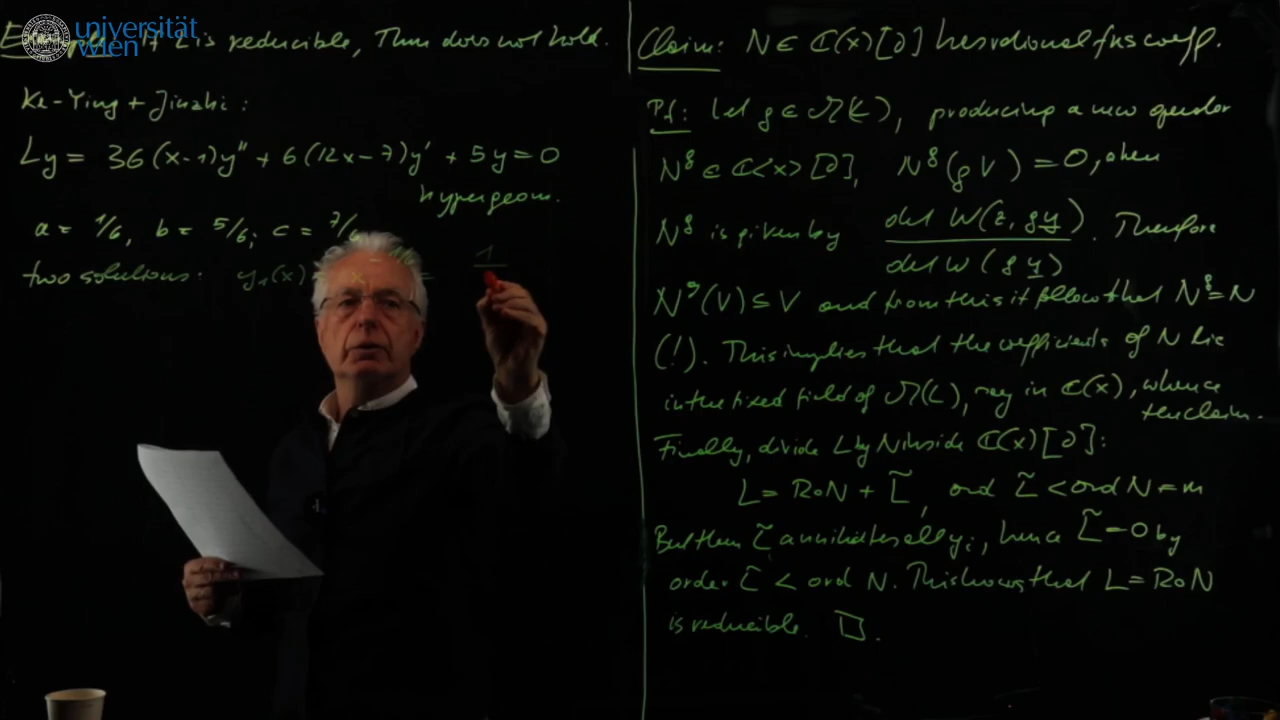 universität
wien
If L is reducible, Thm does not hold.
Ke-Ying + Jinzhi:
Ly = 36(x-1)y'' + 6(12x-7)y' + 5y = 0
hypergeom.
a = 1/6, b = 5/6; c = 7/6
two solutions: y₁(x) = 1
Claim: N ∈ ℂ(x)[∂] has rational fns coeff.
Pf: Let g ∈ M(L), producing a new operator
N^g ∈ ℂ<x>[∂], N^g(gV) = 0, when
N^g is given by det W(z, gy) / det W(gy). Therefore
N^g(V) ⊆ V and from this it follow that N^g = N
(!). This implies that the coefficients of N lie
in the fixed field of M(L), say in ℂ(x), whence
the claim.
Finally, divide L by N inside ℂ(x)[∂]:
L = R∘N + L̃, ord L̃ < ord N = m
But then L̃ annihilates all yᵢ, hence L̃ = 0 by
order L̃ < ord N. This shows that L = R∘N
is reducible. □.